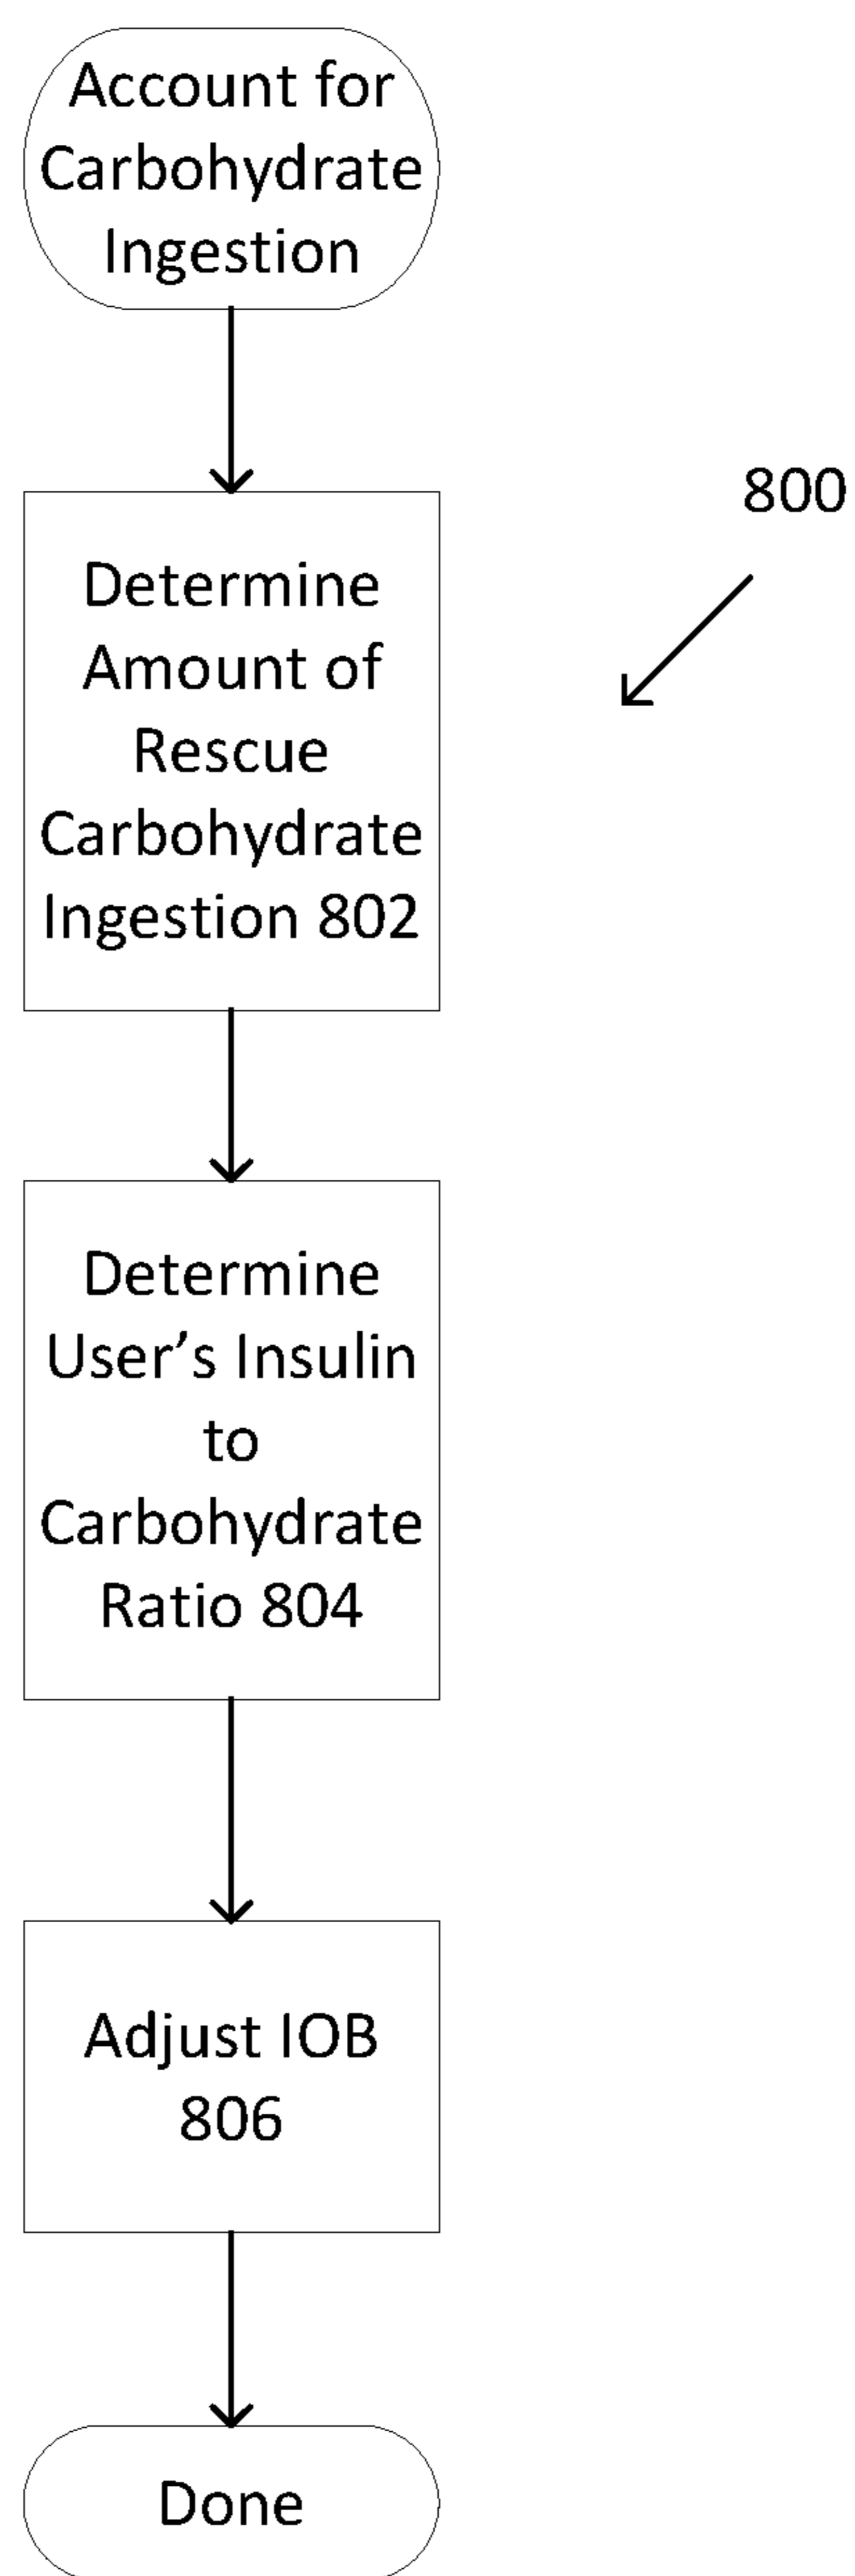 Account for
Carbohydrate
Ingestion
800
Determine
Amount of
Rescue
Carbohydrate
Ingestion 802
Determine
User’s Insulin
to
Carbohydrate
Ratio 804
Adjust IOB
806
Done